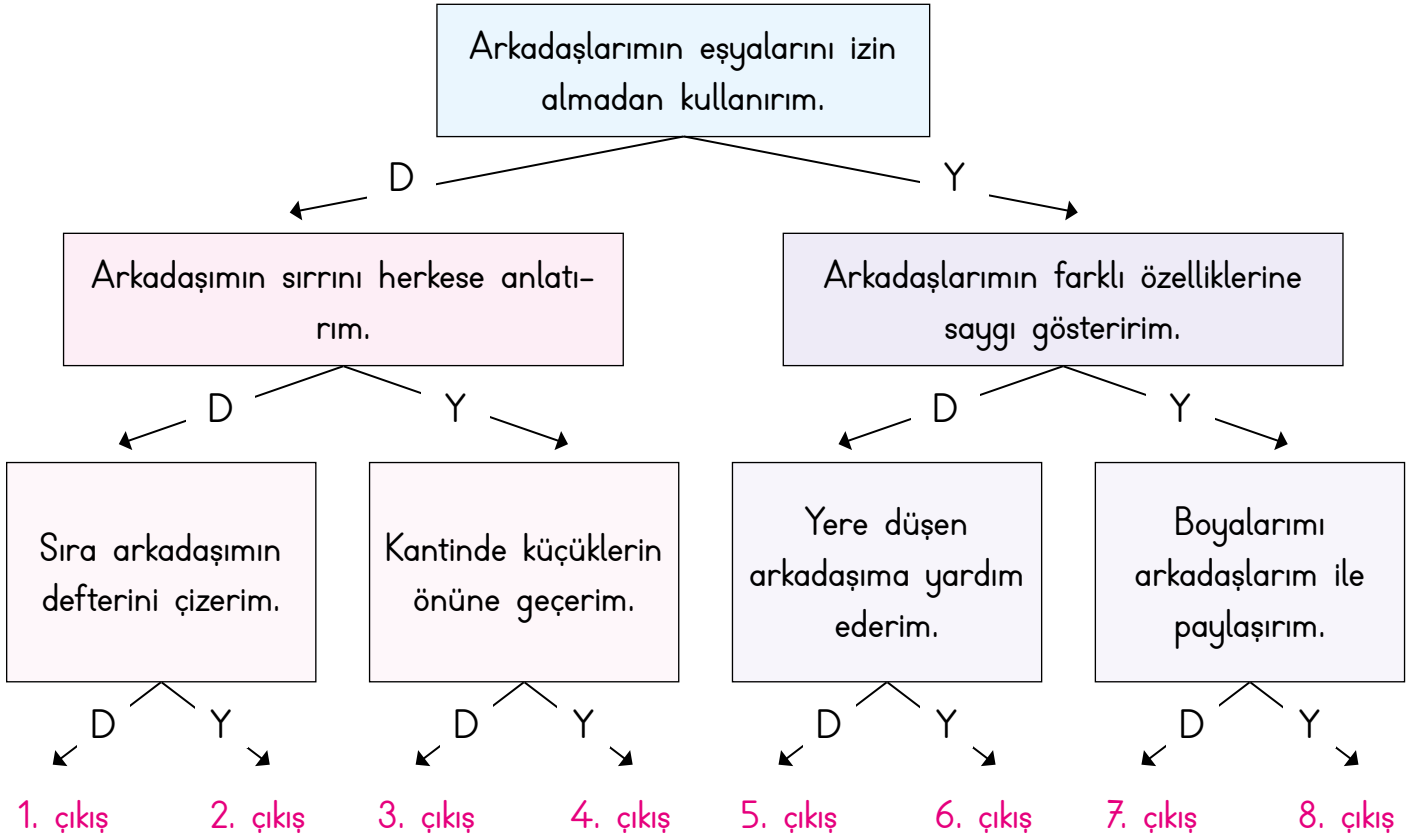 Arkadaşlarımın eşyalarını izin
almadan kullanırım.
D
Y
Arkadaşımın sırrını herkese anlatı-
rım.
Arkadaşlarımın farklı özelliklerine
saygı gösteririm.
D
Y
D
Y
Sıra arkadaşımın
defterini çizerim.
Kantinde küçüklerin
önüne geçerim.
Yere düşen
arkadaşıma yardım
ederim.
Boyalarımı
arkadaşlarım ile
paylaşırım.
D
Y
D
Y
D
Y
D
Y
1. çıkış
2. çıkış
3. çıkış
4. çıkış
5. çıkış
6. çıkış
7. çıkış
8. çıkış